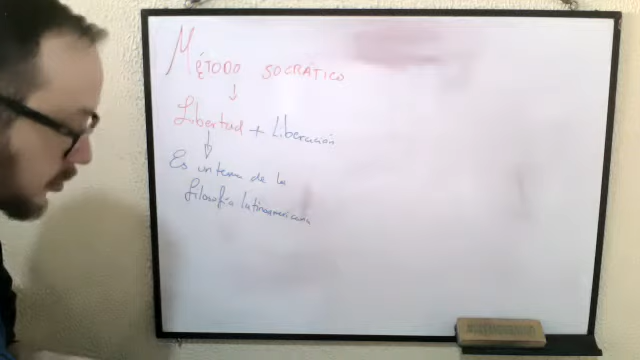 MÉTODO SOCRÁTICO
Libertad + Liberación
Es un tema de la
filosofía latinoamericana